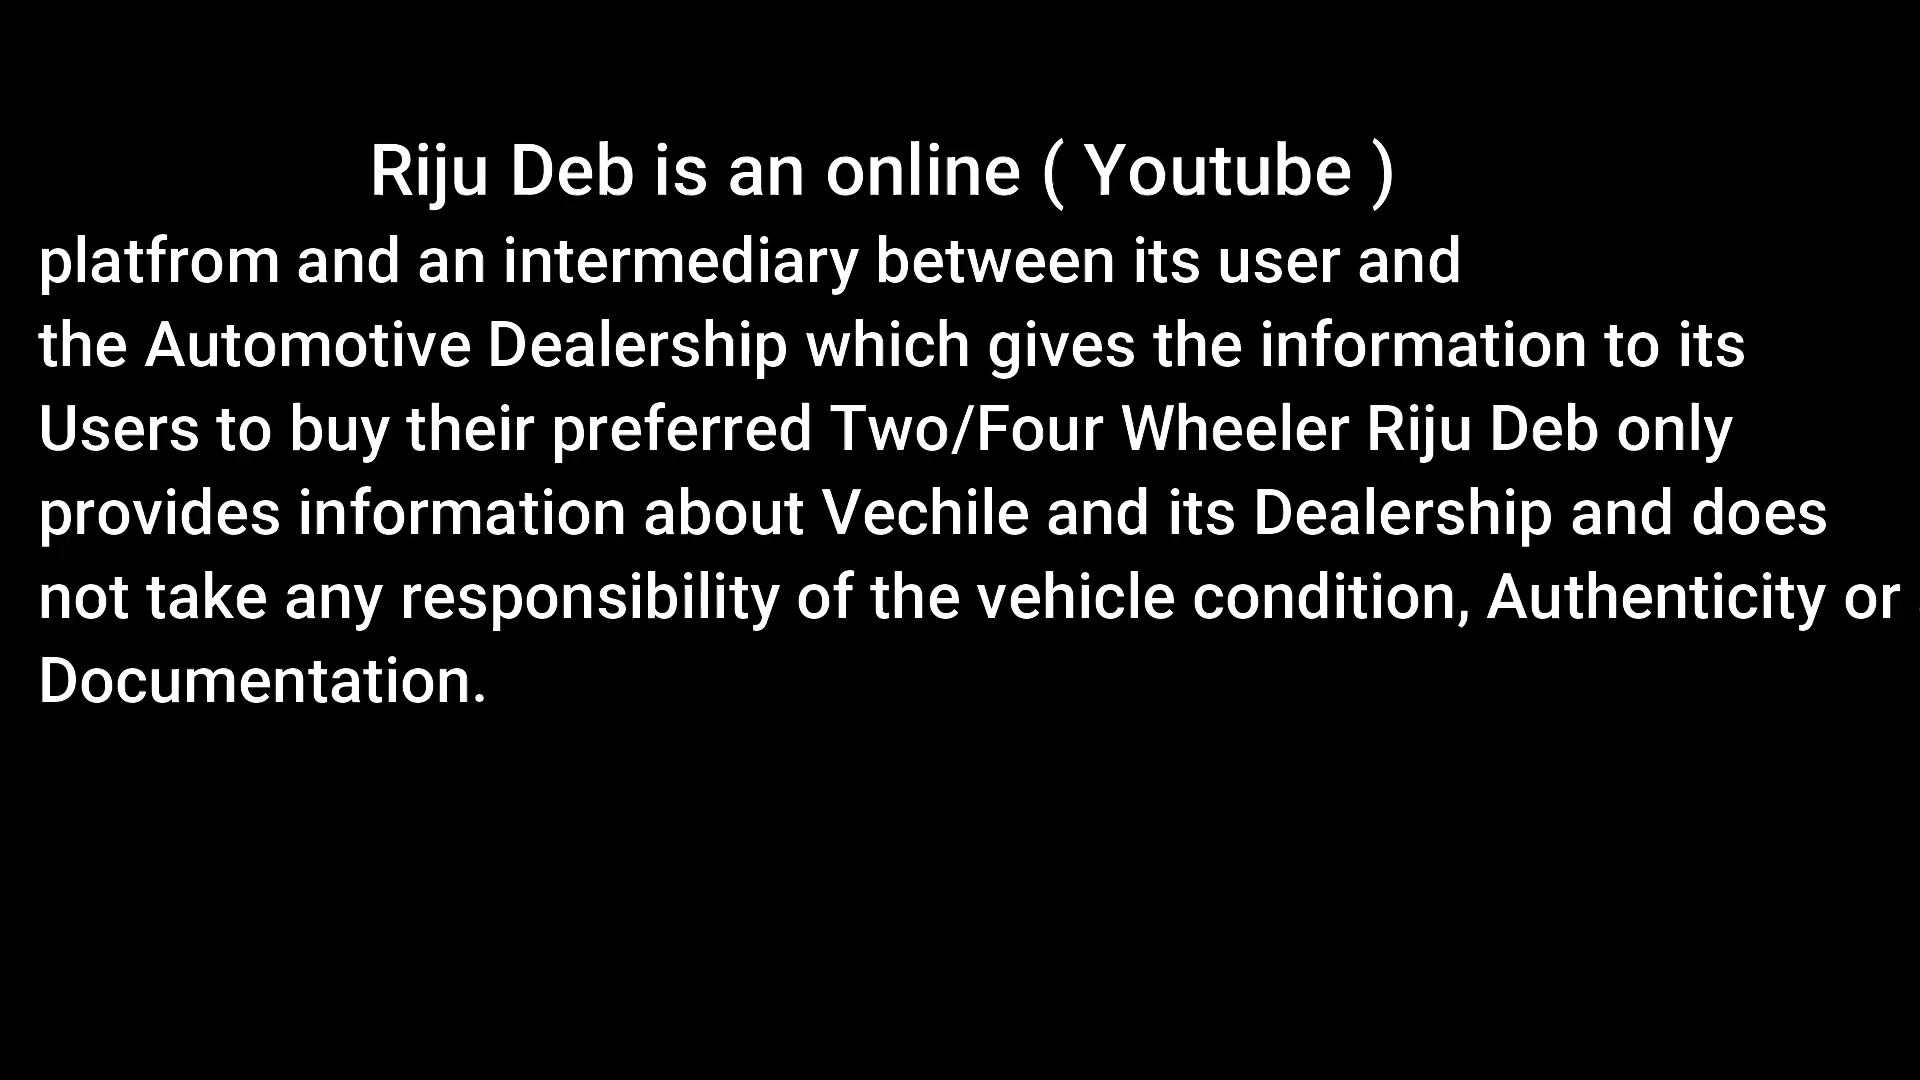 Riju Deb is an online ( Youtube )
platfrom and an intermediary between its user and
the Automotive Dealership which gives the information to its
Users to buy their preferred Two/Four Wheeler Riju Deb only
provides information about Vechile and its Dealership and does
not take any responsibility of the vehicle condition, Authenticity or
Documentation.